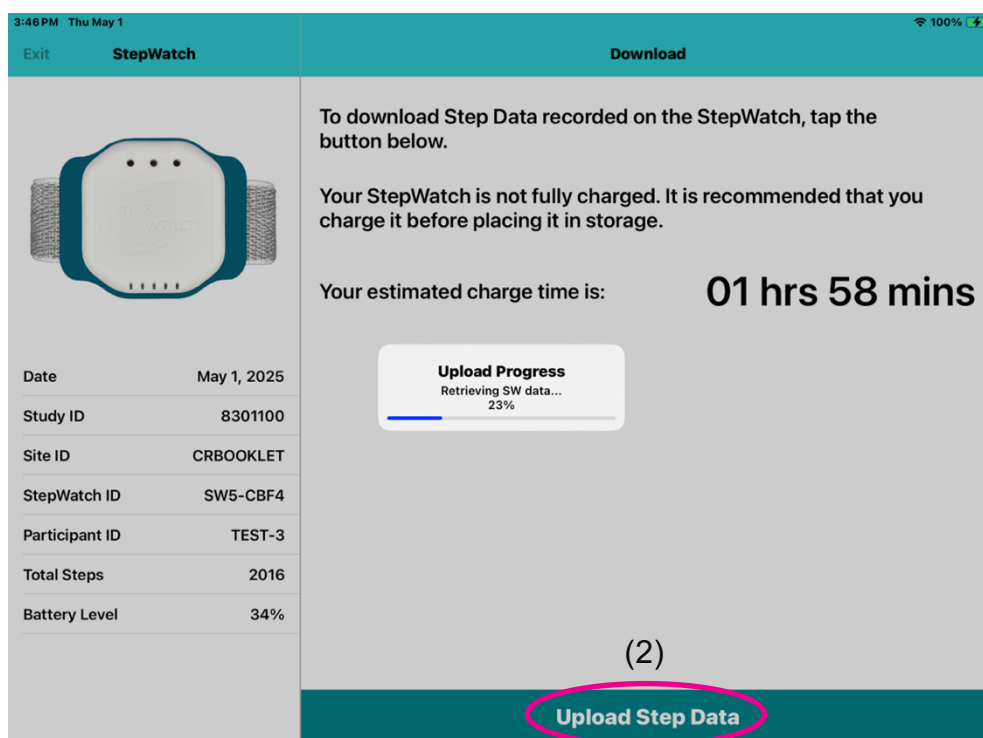 3:46 PM Thu May 1
100%
Exit
StepWatch
Download
To download Step Data recorded on the StepWatch, tap the
button below.
Your StepWatch is not fully charged. It is recommended that you
charge it before placing it in storage.
Your estimated charge time is:
01 hrs 58 mins
Upload Progress
Retrieving SW data...
23%
Date May 1, 2025
Study ID 8301100
Site ID CRBOOKLET
StepWatch ID SW5-CBF4
Participant ID TEST-3
Total Steps 2016
Battery Level 34%
(2)
Upload Step Data